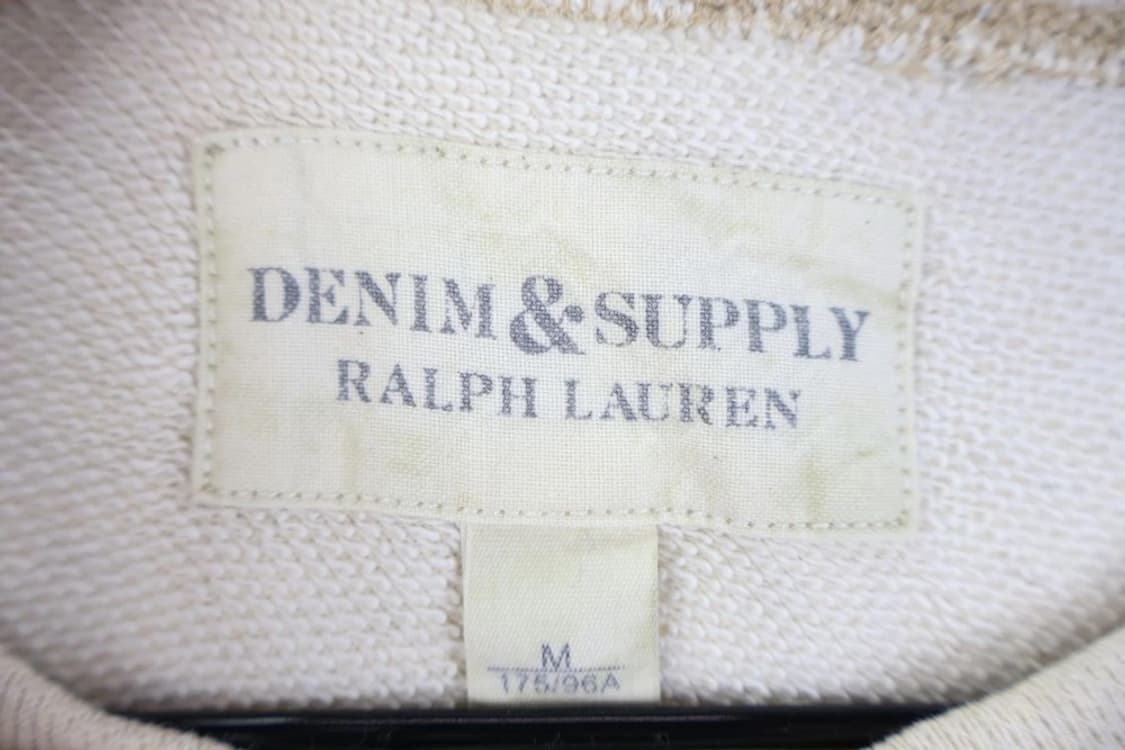 DENIM & SUPPLY
RALPH LAUREN
M
175/96A